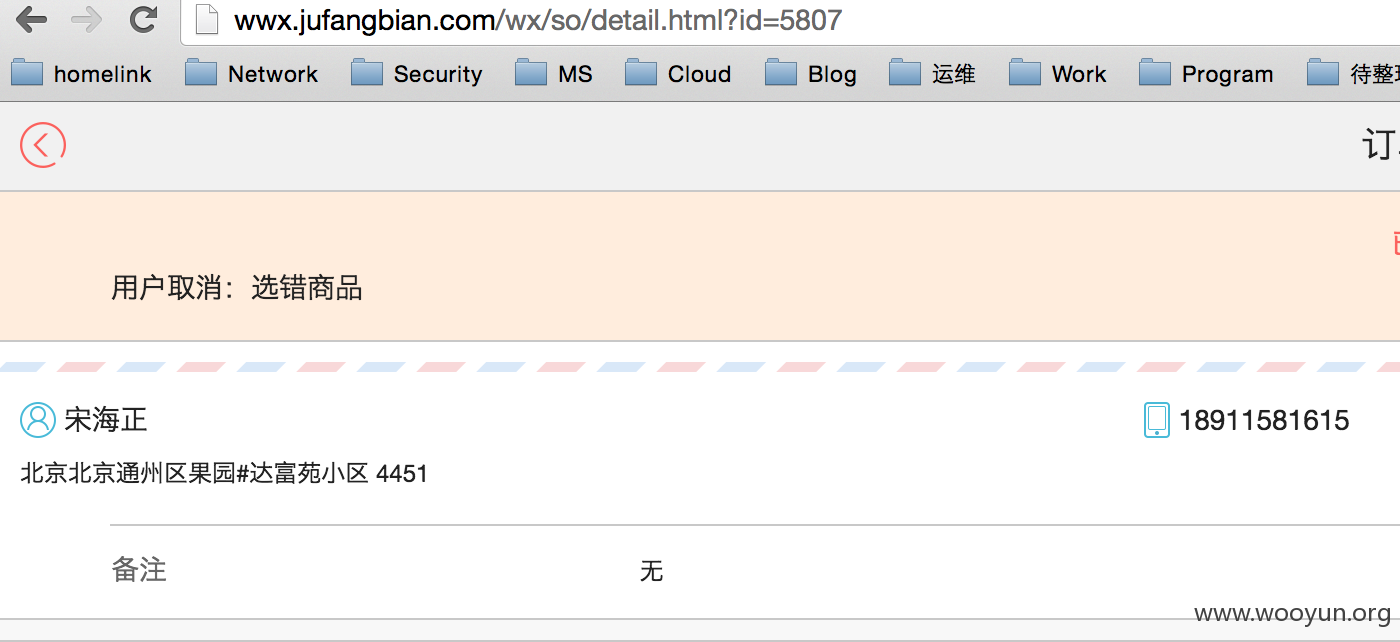 wwx.jufangbian.com/wx/so/detail.html?id=5807
homelink Network Security MS Cloud Blog 运维 Work Program 待整
订
用户取消：选错商品
宋海正 18911581615
北京北京通州区果园#达富苑小区 4451
备注 无
www.wooyun.org